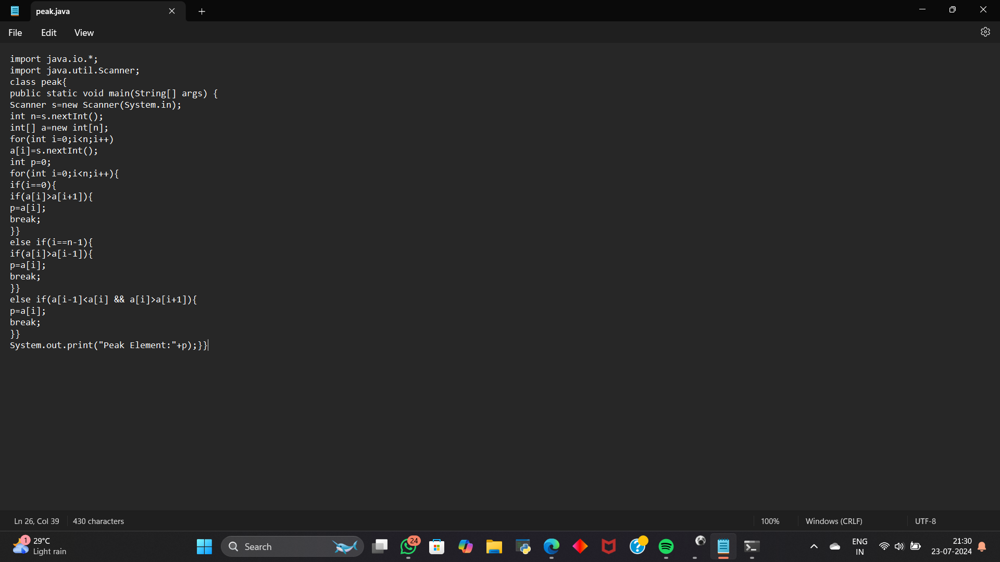 peak.java
File Edit View
import java.io.*;
import java.util.Scanner;
class peak{
public static void main(String[] args) {
Scanner s=new Scanner(System.in);
int n=s.nextInt();
int[] a=new int[n];
for(int i=0;i<n;i++)
a[i]=s.nextInt();
int p=0;
for(int i=0;i<n;i++){
if(i==0){
if(a[i]>a[i+1]){
p=a[i];
break;
}}
else if(i==n-1){
if(a[i]>a[i-1]){
p=a[i];
break;
}}
else if(a[i-1]<a[i] && a[i]>a[i+1]){
p=a[i];
break;
}}
System.out.print("Peak Element:"+p);}}
Ln 26, Col 39 430 characters 100% Windows (CRLF) UTF-8
1 29°C
Light rain
Search
24
ENG
IN
21:30
23-07-2024